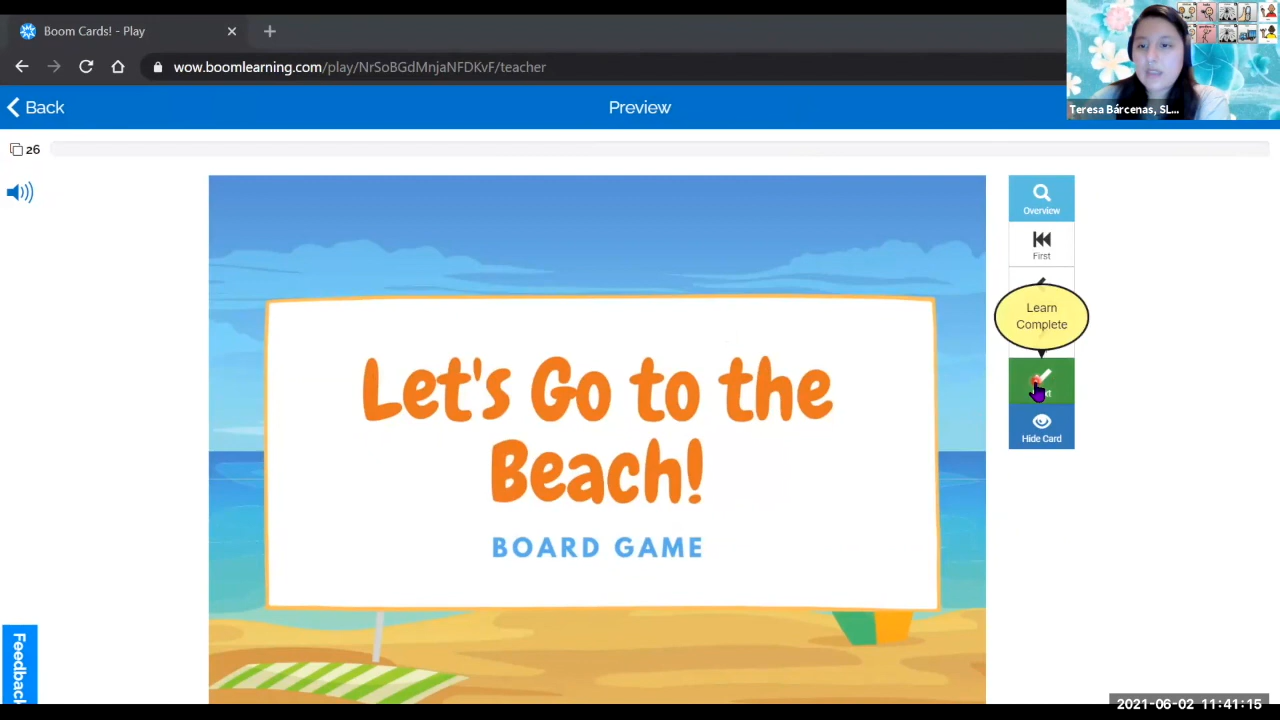 Boom Cards! - Play
wow.boomlearning.com/play/NrSoBGdMnjaNFDKvF/teacher
Teresa Bárcenas, SL...
Back
Preview
26
Overview
First
Learn
Complete
Hide Card
Let's Go to the
Beach!
BOARD GAME
Feedback
2021-06-02 11:41:15